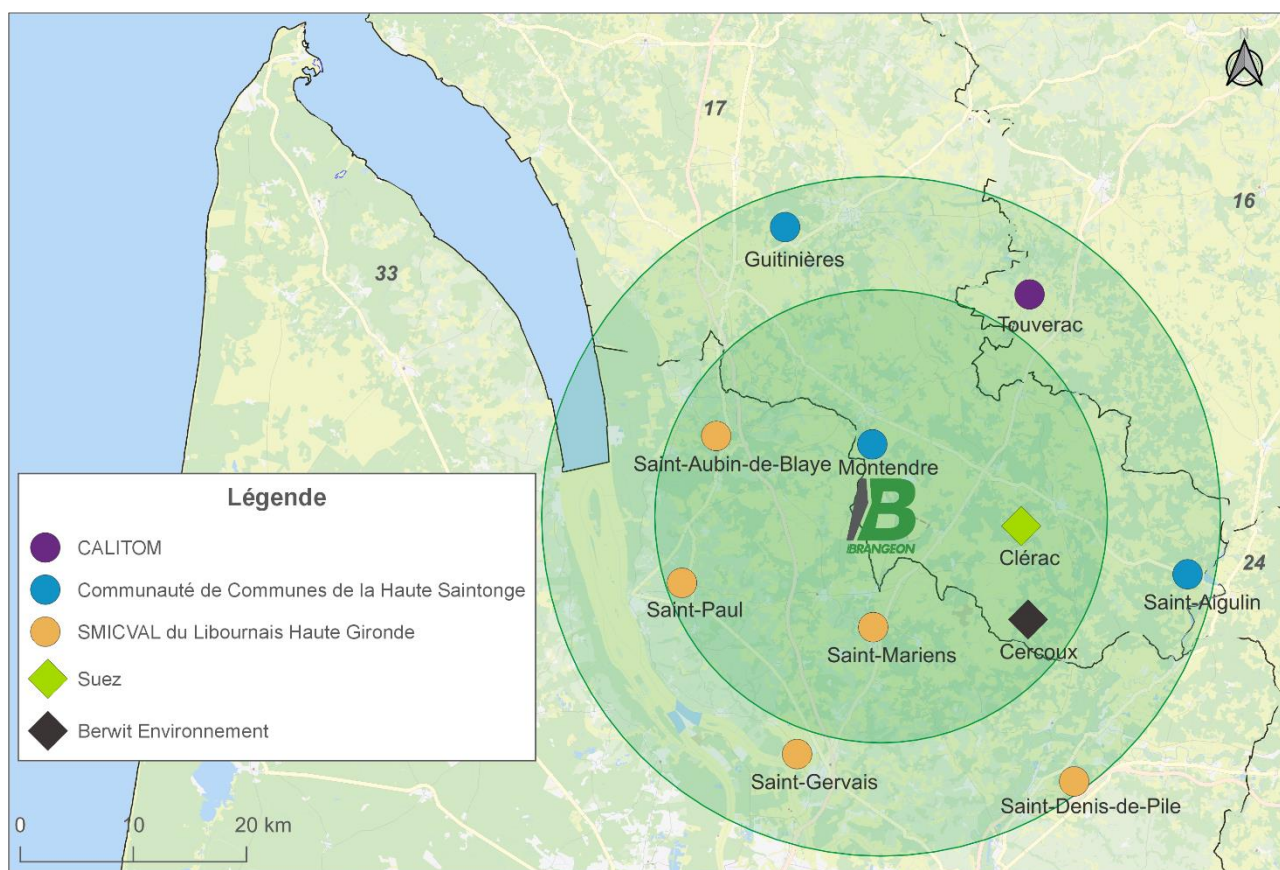 N
17
16
33
Guitinières
Touverac
Saint-Aubin-de-Blaye
Montendre
BRANGEON
Clérac
24
Saint-Aigulin
Saint-Paul
Saint-Mariens
Cercoux
Saint-Gervais
Saint-Denis-de-Pile
Légende
CALITOM
Communauté de Communes de la Haute Saintonge
SMICVAL du Libournais Haute Gironde
Suez
Berwit Environnement
0 10 20 km